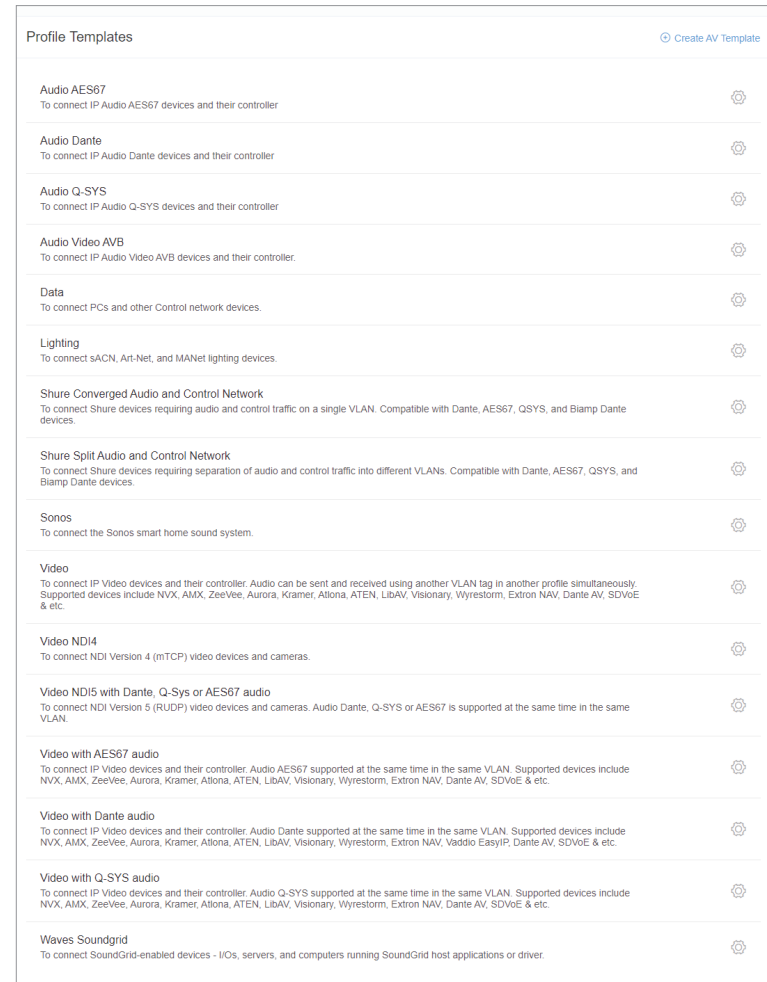 Profile Templates
Create AV Template
Audio AES67
To connect IP Audio AES67 devices and their controller
Audio Dante
To connect IP Audio Dante devices and their controller
Audio Q-SYS
To connect IP Audio Q-SYS devices and their controller
Audio Video AVB
To connect IP Audio Video AVB devices and their controller.
Data
To connect PCs and other Control network devices.
Lighting
To connect sACN, Art-Net, and MANet lighting devices.
Shure Converged Audio and Control Network
To connect Shure devices requiring audio and control traffic on a single VLAN. Compatible with Dante, AES67, QSYS, and Biamp Dante
devices.
Shure Split Audio and Control Network
To connect Shure devices requiring separation of audio and control traffic into different VLANs. Compatible with Dante, AES67, QSYS, and
Biamp Dante devices.
Sonos
To connect the Sonos smart home sound system.
Video
To connect IP Video devices and their controller. Audio can be sent and received using another VLAN tag in another profile simultaneously.
Supported devices include NVX, AMX, ZeeVee, Aurora, Kramer, Atlona, ATEN, LibAV, Visionary, Wyrestorm, Extron NAV, Dante AV, SDVoE
& etc.
Video NDI4
To connect NDI Version 4 (mTCP) video devices and cameras.
Video NDI5 with Dante, Q-Sys or AES67 audio
To connect NDI Version 5 (RUDP) video devices and cameras. Audio Dante, Q-SYS or AES67 is supported at the same time in the same
VLAN.
Video with AES67 audio
To connect IP Video devices and their controller. Audio AES67 supported at the same time in the same VLAN. Supported devices include
NVX, AMX, ZeeVee, Aurora, Kramer, Atlona, ATEN, LibAV, Visionary, Wyrestorm, Extron NAV, Dante AV, SDVoE & etc.
Video with Dante audio
To connect IP Video devices and their controller. Audio Dante supported at the same time in the same VLAN. Supported devices include
NVX, AMX, ZeeVee, Aurora, Kramer, Atlona, ATEN, LibAV, Visionary, Wyrestorm, Extron NAV, Vaddio EasyIP, Dante AV, SDVoE & etc.
Video with Q-SYS audio
To connect IP Video devices and their controller. Audio Q-SYS supported at the same time in the same VLAN. Supported devices include
NVX, AMX, ZeeVee, Aurora, Kramer, Atlona, ATEN, LibAV, Visionary, Wyrestorm, Extron NAV, Dante AV, SDVoE & etc.
Waves Soundgrid
To connect SoundGrid-enabled devices - I/Os, servers, and computers running SoundGrid host applications or driver.